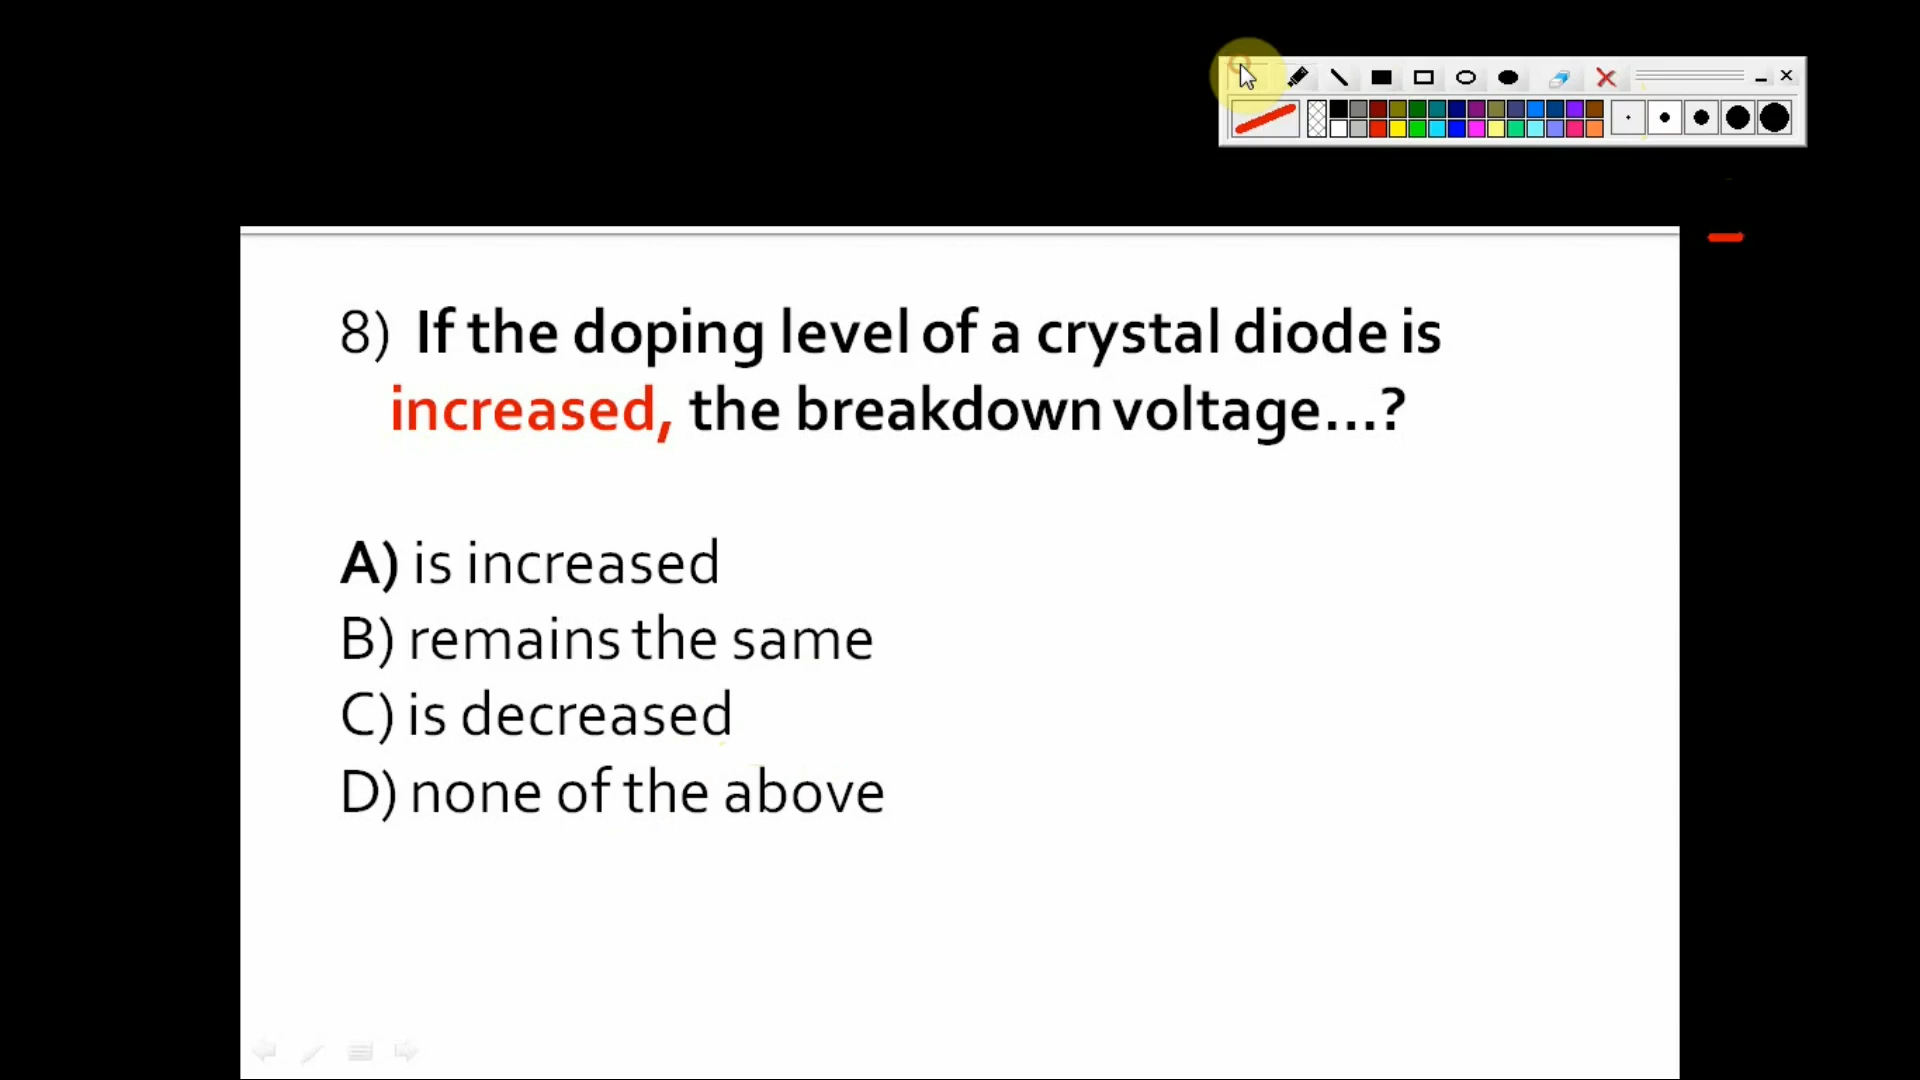 8) If the doping level of a crystal diode is
increased, the breakdown voltage...?
A) is increased
B) remains the same
C) is decreased
D) none of the above